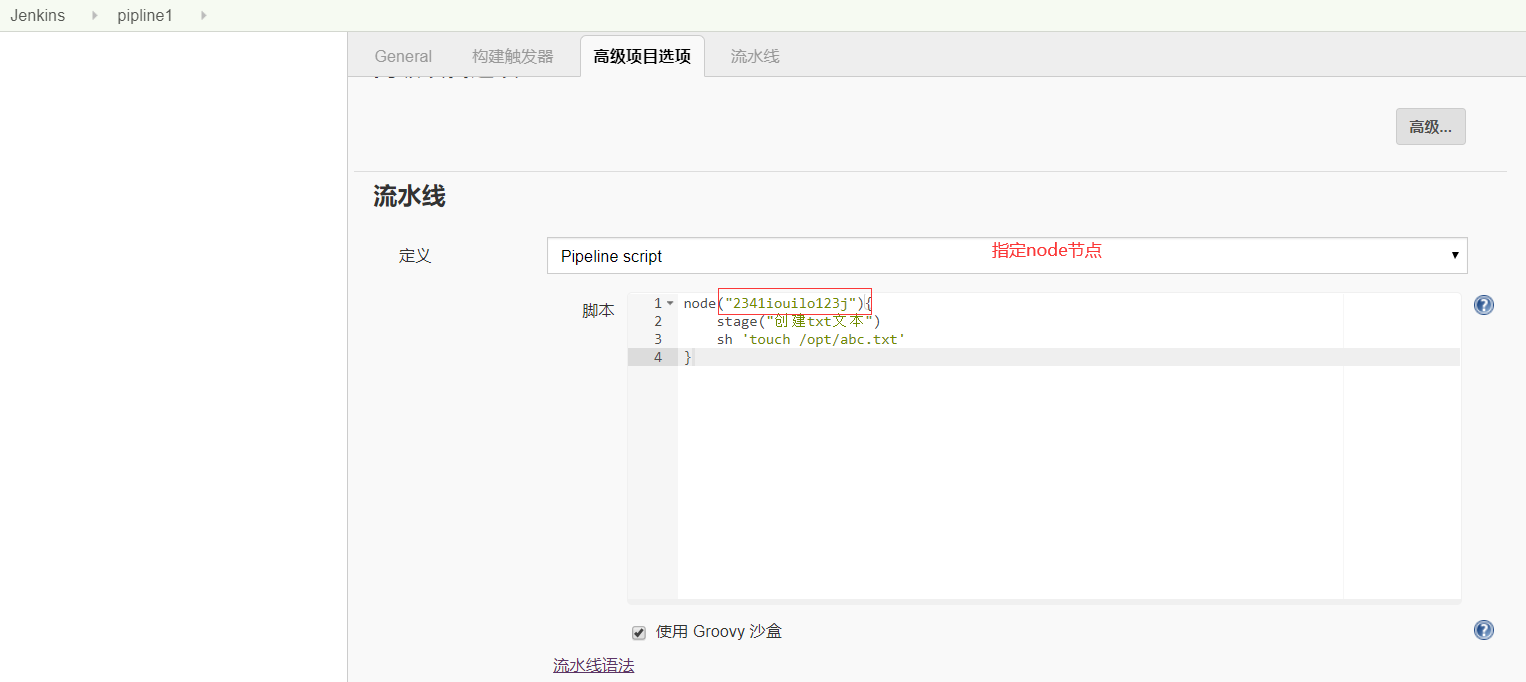 Jenkins pipline1
General 构建触发器 高级项目选项 流水线
高级...
流水线
定义 Pipeline script 指定node节点
脚本 1 node("2341iouilo123j"){
2 stage("创建txt文本")
3 sh 'touch /opt/abc.txt'
4 }
使用 Groovy 沙盒
流水线语法